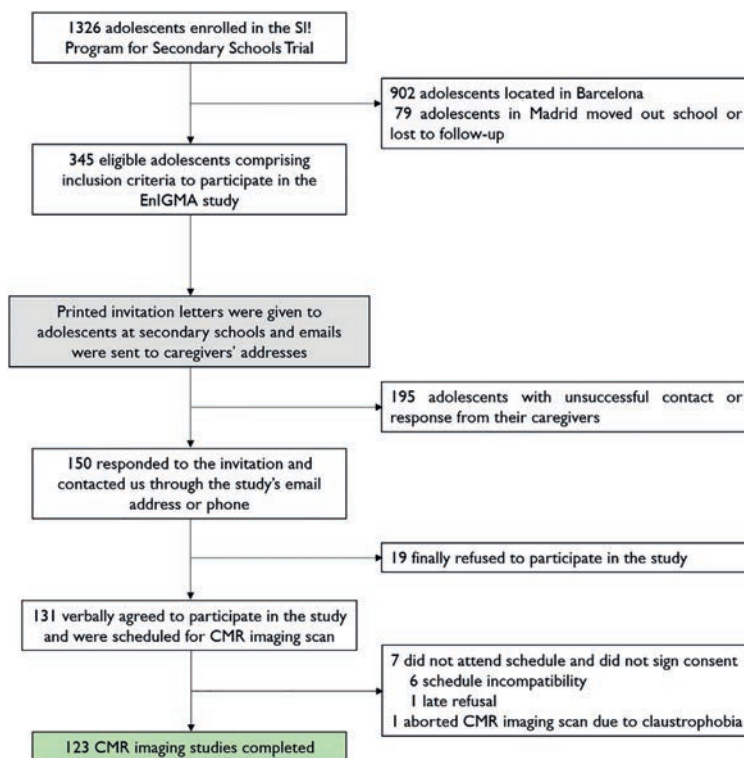 1326 adolescents enrolled in the SI!
Program for Secondary Schools Trial
902 adolescents located in Barcelona
79 adolescents in Madrid moved out school or
lost to follow-up
345 eligible adolescents comprising
inclusion criteria to participate in the
EnIGMA study
Printed invitation letters were given to
adolescents at secondary schools and emails
were sent to caregivers' addresses
195 adolescents with unsuccessful contact or
response from their caregivers
150 responded to the invitation and
contacted us through the study's email
address or phone
19 finally refused to participate in the study
131 verbally agreed to participate in the study
and were scheduled for CMR imaging scan
7 did not attend schedule and did not sign consent
6 schedule incompatibility
1 late refusal
1 aborted CMR imaging scan due to claustrophobia
123 CMR imaging studies completed